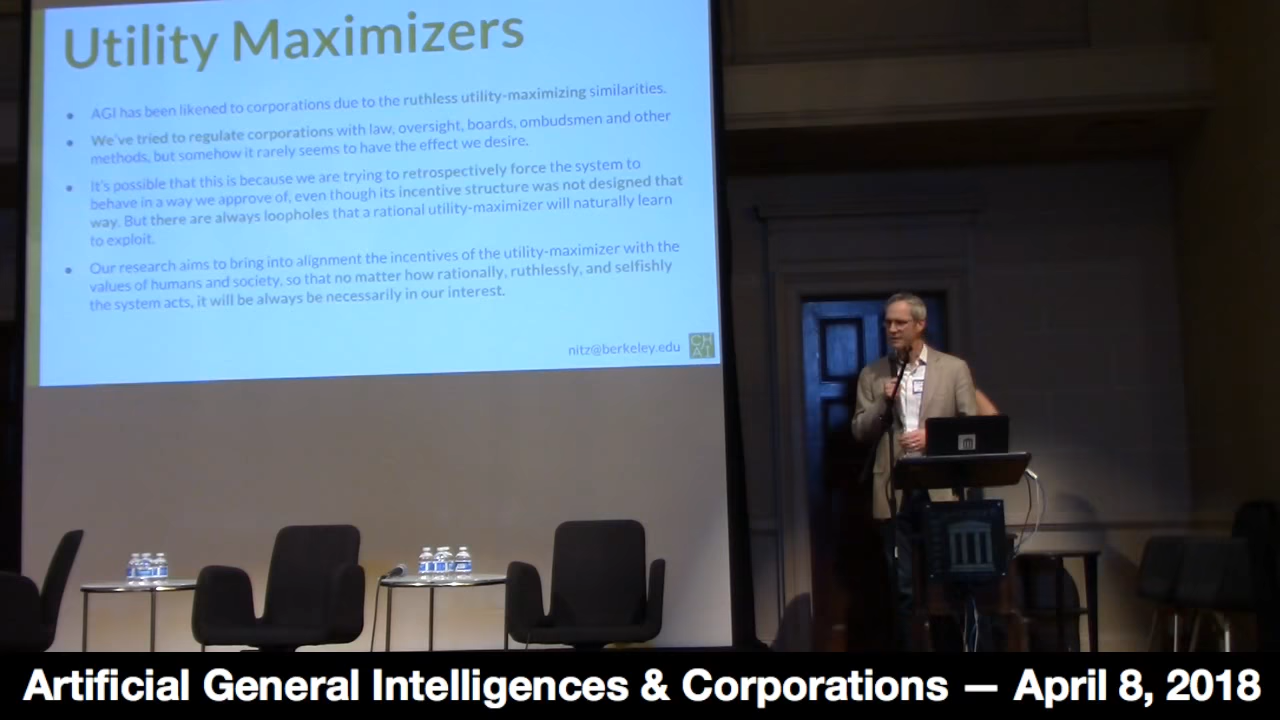 Utility Maximizers
AGI has been likened to corporations due to the ruthless utility-maximizing similarities.
We've tried to regulate corporations with law, oversight, boards, ombudsmen and other
methods, but somehow it rarely seems to have the effect we desire.
It's possible that this is because we are trying to retrospectively force the system to
behave in a way we approve of, even though its incentive structure was not designed that
way. But there are always loopholes that a rational utility-maximizer will naturally learn
to exploit.
Our research aims to bring into alignment the incentives of the utility-maximizer with the
values of humans and society, so that no matter how rationally, ruthlessly, and selfishly
the system acts, it will be always be necessarily in our interest.
nitz@berkeley.edu
CH
AI
Artificial General Intelligences & Corporations — April 8, 2018